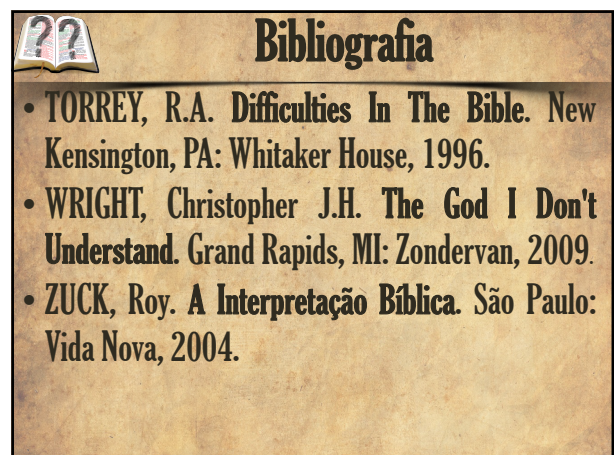 Bibliografia
• TORREY, R.A. Difficulties In The Bible. New
Kensington, PA: Whitaker House, 1996.
• WRIGHT, Christopher J.H. The God I Don't
Understand. Grand Rapids, MI: Zondervan, 2009.
• ZUCK, Roy. A Interpretação Bíblica. São Paulo:
Vida Nova, 2004.